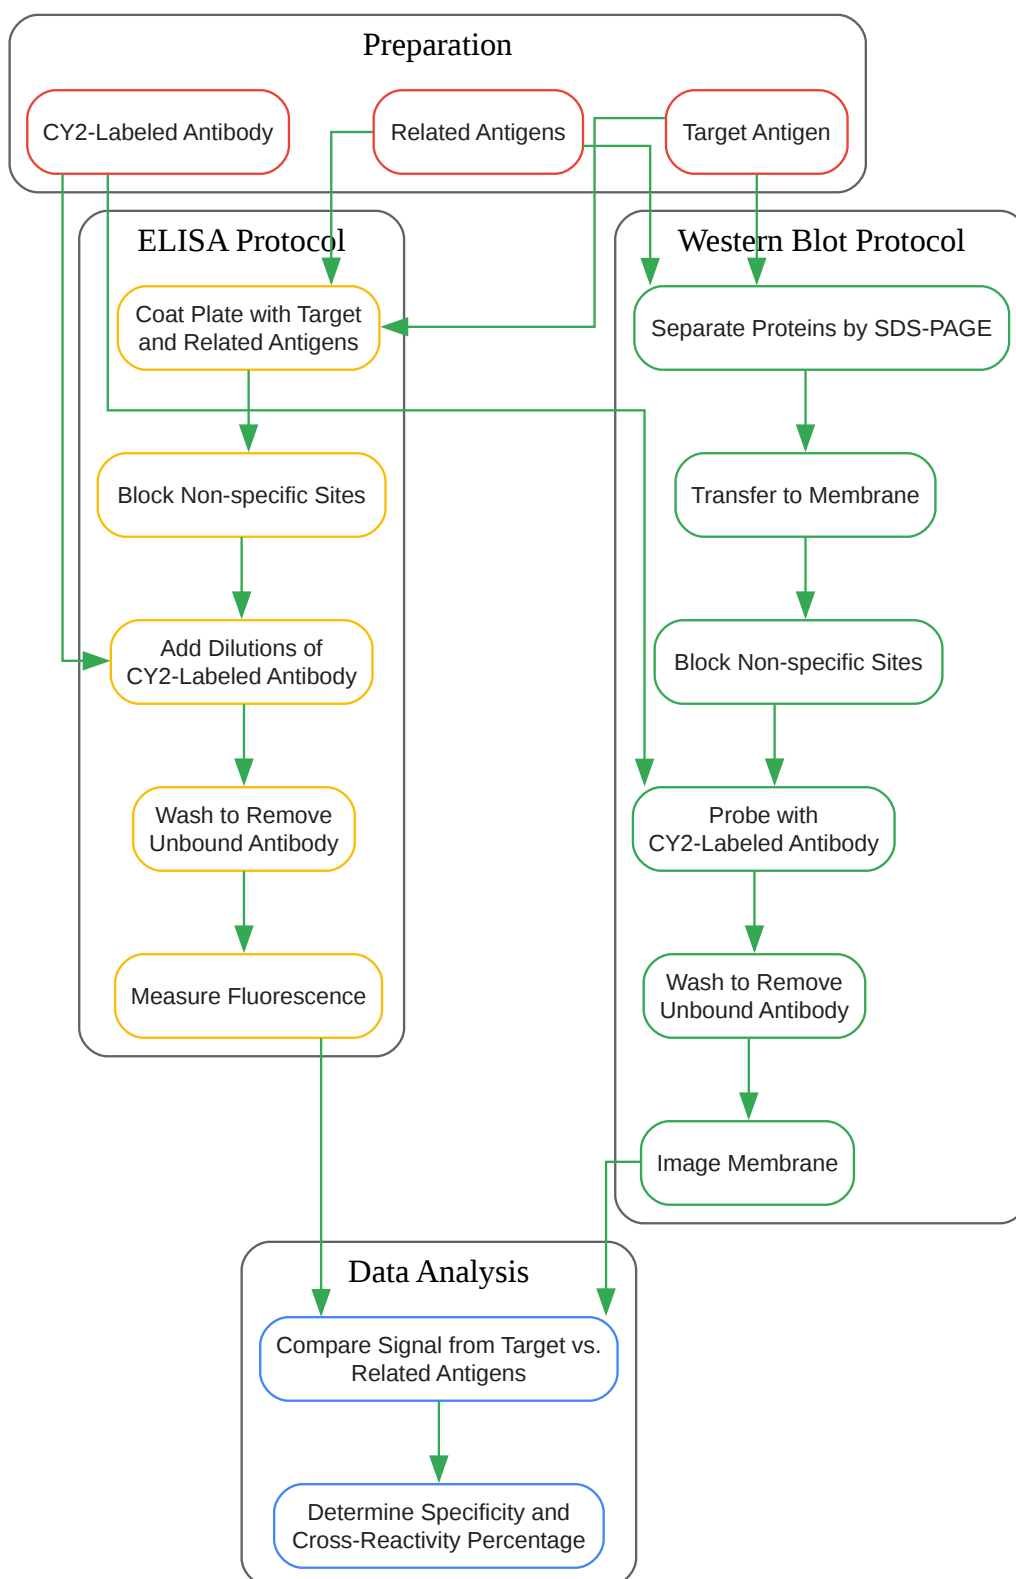 Preparation
CY2-Labeled Antibody
Related Antigens
Target Antigen
ELISA Protocol
Coat Plate with Target
and Related Antigens
Block Non-specific Sites
Add Dilutions of
CY2-Labeled Antibody
Wash to Remove
Unbound Antibody
Measure Fluorescence
Western Blot Protocol
Separate Proteins by SDS-PAGE
Transfer to Membrane
Block Non-specific Sites
Probe with
CY2-Labeled Antibody
Wash to Remove
Unbound Antibody
Image Membrane
Data Analysis
Compare Signal from Target vs.
Related Antigens
Determine Specificity and
Cross-Reactivity Percentage